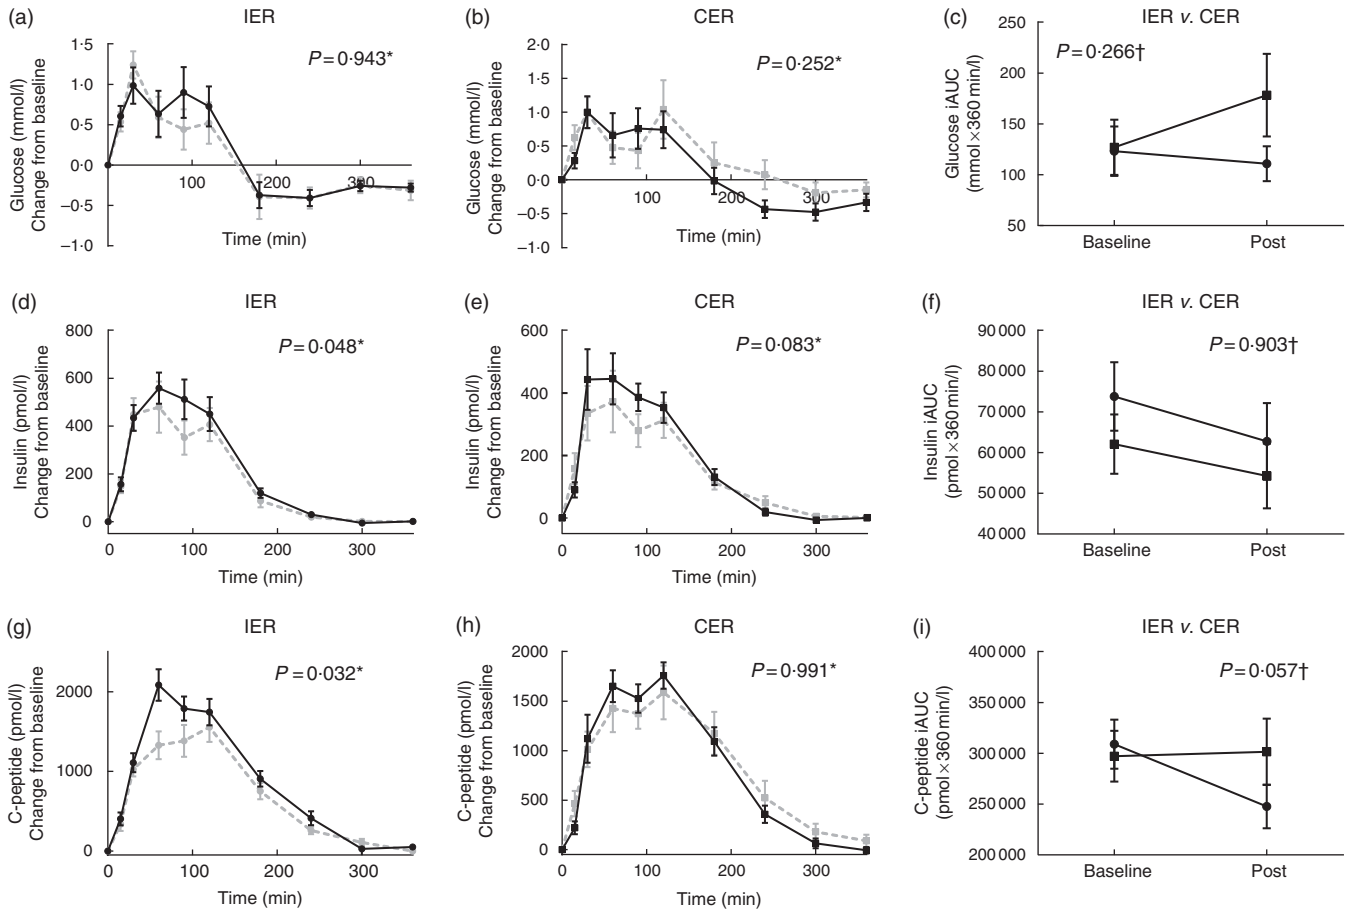 (a)
IER
Glucose (mmol/l)
Change from baseline
1·5
1·0
0·5
0·0
–0·5
–1·0
P=0·943*
100
200
300
Time (min)
(b)
CER
Glucose (mmol/l)
Change from baseline
2·0
1·5
1·0
0·5
0·0
–0·5
–1·0
P=0·252*
100
200
300
Time (min)
(c)
IER v. CER
Glucose iAUC
(mmol×360 min/l)
250
200
150
100
50
P=0·266†
Baseline
Post
(d)
IER
Insulin (pmol/l)
Change from baseline
800
600
400
200
0
P=0·048*
0
100
200
300
Time (min)
(e)
CER
Insulin (pmol/l)
Change from baseline
600
400
200
0
P=0·083*
0
100
200
300
Time (min)
(f)
IER v. CER
Insulin iAUC
(pmol×360 min/l)
90 000
80 000
70 000
60 000
50 000
40 000
P=0·903†
Baseline
Post
(g)
IER
C-peptide (pmol/l)
Change from baseline
2000
1000
0
P=0·032*
0
100
200
300
Time (min)
(h)
CER
C-peptide (pmol/l)
Change from baseline
2000
1500
1000
500
0
P=0·991*
0
100
200
300
Time (min)
(i)
IER v. CER
C-peptide iAUC
(pmol×360 min/l)
400 000
350 000
300 000
250 000
200 000
P=0·057†
Baseline
Post